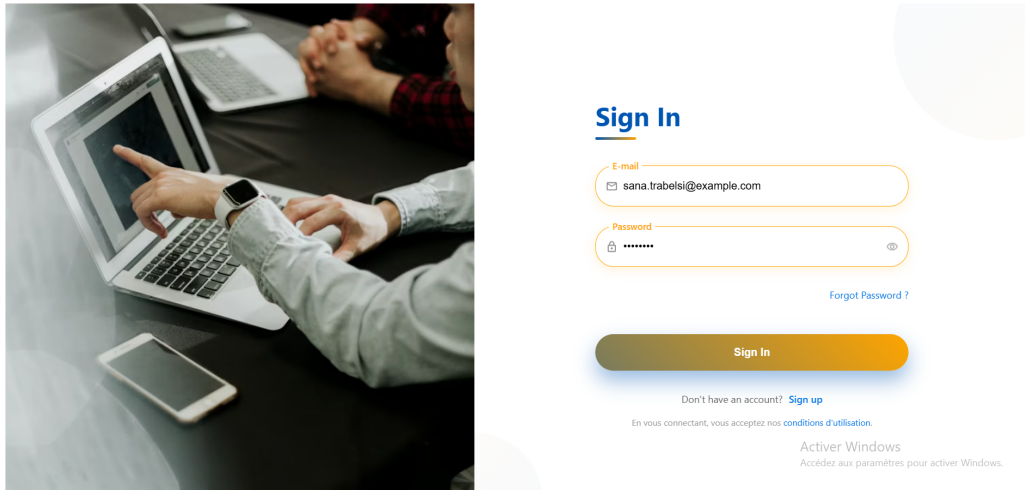 Sign In
E-mail
sana.trabelsi@example.com
Password
••••••••
Forgot Password ?
Sign In
Don't have an account? Sign up
En vous connectant, vous acceptez nos conditions d'utilisation.
Activer Windows
Accédez aux paramètres pour activer Windows.